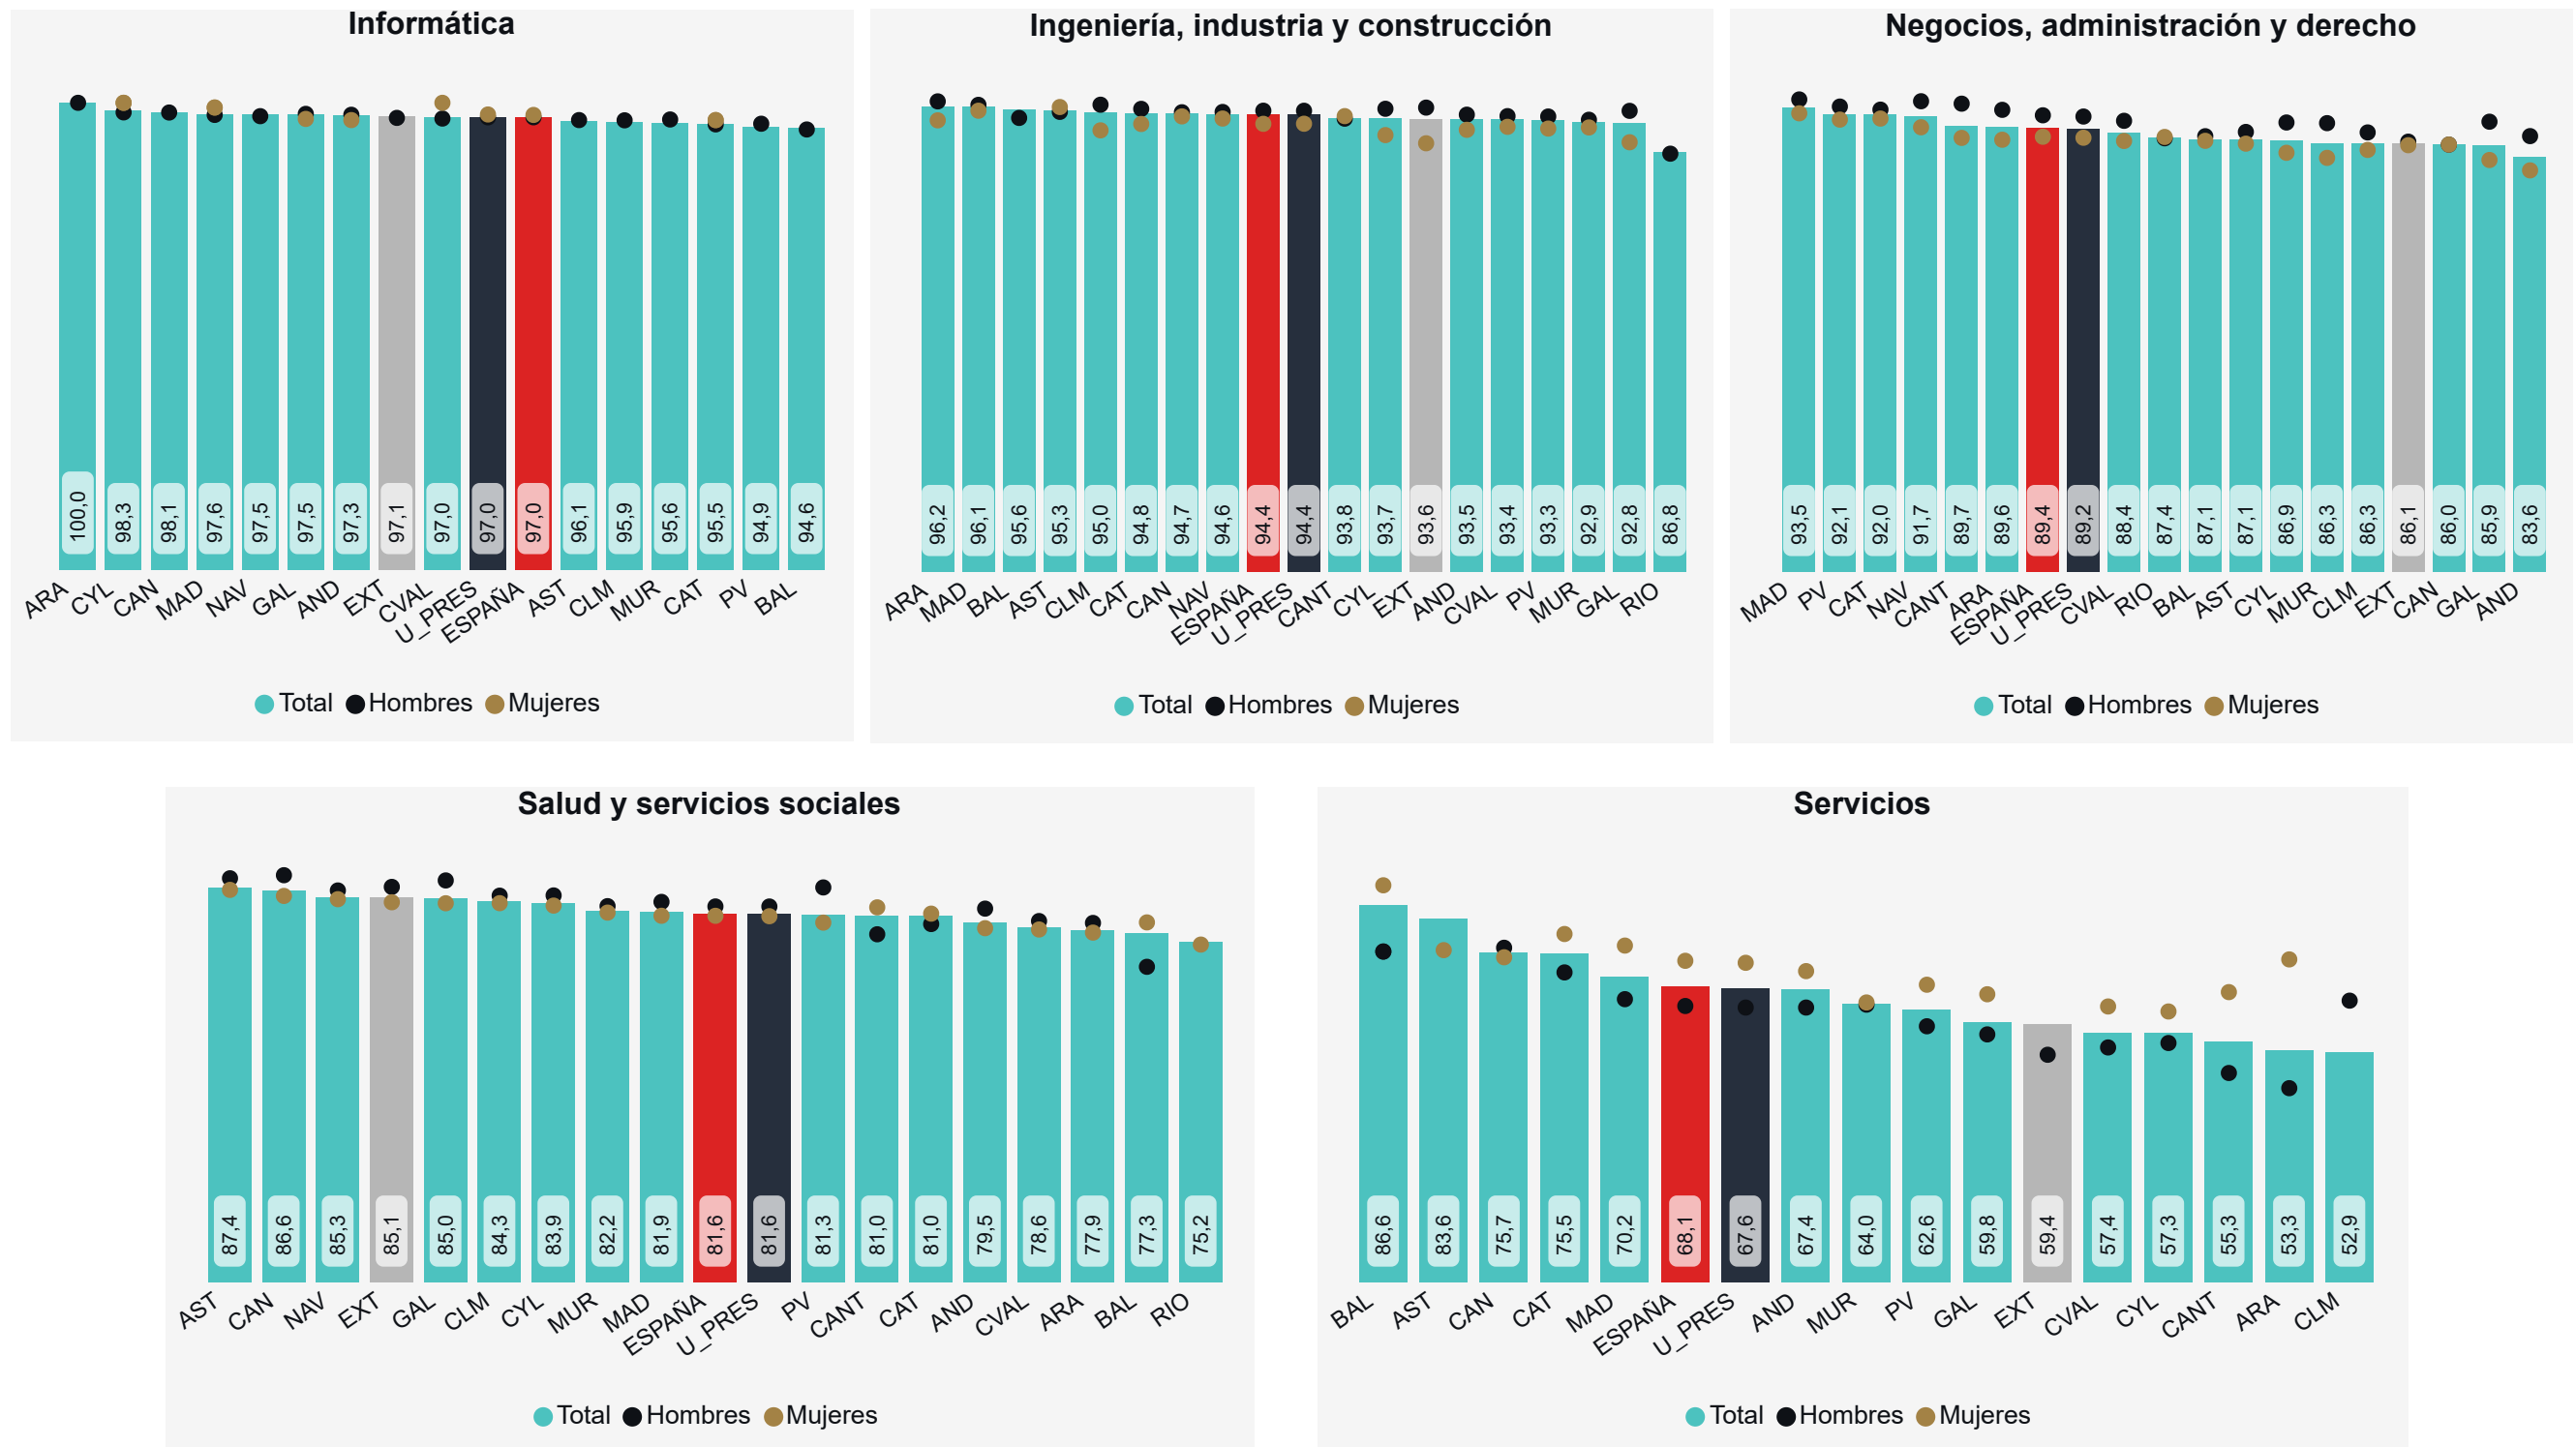 Informática
100,0 98,3 98,1 97,6 97,5 97,5 97,3 97,1 97,0 97,0 97,0 96,1 95,9 95,6 95,5 94,9 94,6
ARA CYL CAN MAD NAV GAL AND EXT CVAL U_PRES ESPAÑA AST CLM MUR CAT PV BAL
Total Hombres Mujeres
Ingeniería, industria y construcción
96,2 96,1 95,6 95,3 95,0 94,8 94,7 94,6 94,4 94,4 93,8 93,7 93,6 93,5 93,4 93,3 92,9 92,8 86,8
ARA MAD BAL AST CLM CAT CAN NAV ESPAÑA U_PRES CANT CYL EXT AND CVAL PV MUR GAL RIO
Total Hombres Mujeres
Negocios, administración y derecho
93,5 92,1 92,0 91,7 89,7 89,6 89,4 89,2 88,4 87,4 87,1 87,1 86,9 86,3 86,3 86,1 86,0 85,9 83,6
MAD PV CAT NAV CANT ARA ESPAÑA U_PRES CVAL RIO BAL AST CYL MUR CLM EXT CAN GAL AND
Total Hombres Mujeres
Salud y servicios sociales
87,4 86,6 85,3 85,1 85,0 84,3 83,9 82,2 81,9 81,6 81,6 81,3 81,0 81,0 79,5 78,6 77,9 77,3 75,2
AST CAN NAV EXT GAL CLM CYL MUR MAD ESPAÑA U_PRES PV CANT CAT AND CVAL ARA BAL RIO
Total Hombres Mujeres
Servicios
86,6 83,6 75,7 75,5 70,2 68,1 67,6 67,4 64,0 62,6 59,8 59,4 57,4 57,3 55,3 53,3 52,9
BAL AST CAN CAT MAD ESPAÑA U_PRES AND MUR PV GAL EXT CVAL CYL CANT ARA CLM
Total Hombres Mujeres